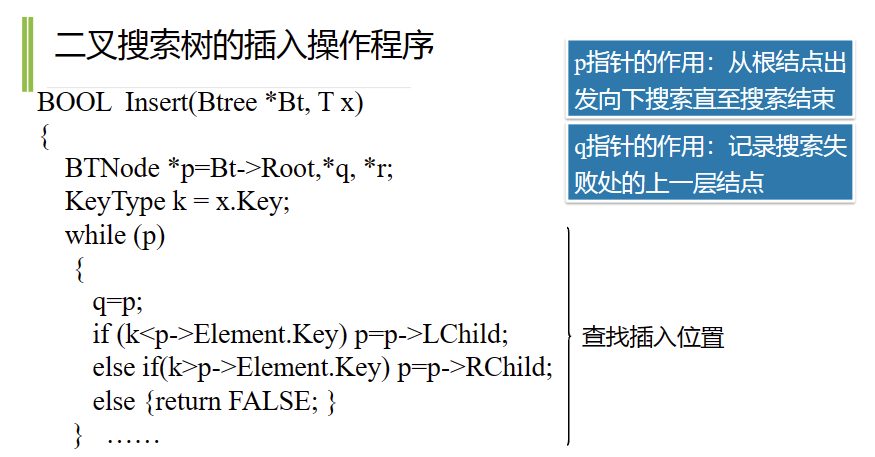 二叉搜索树的插入操作程序
p指针的作用：从根结点出
发向下搜索直至搜索结束
q指针的作用：记录搜索失
败处的上一层结点
BOOL Insert(Btree *Bt, T x)
{
BTNode *p=Bt->Root,*q, *r;
KeyType k = x.Key;
while (p)
{
q=p;
if (k<p->Element.Key) p=p->LChild;
else if(k>p->Element.Key) p=p->RChild;
else {return FALSE; }
} ……
查找插入位置